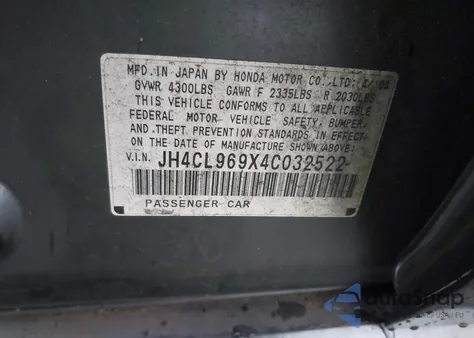 MFD. IN JAPAN BY HONDA MOTOR CO., LTD.
GVWR 4300LBS GAWR F 2335LBS R 2030LBS
THIS VEHICLE CONFORMS TO ALL APPLICABLE
FEDERAL MOTOR VEHICLE SAFETY, BUMPER,
AND THEFT PREVENTION STANDARDS IN EFFECT
ON THE DATE OF MANUFACTURE SHOWN ABOVE.
V.I.N. JH4CL969X4C032522
PASSENGER CAR
AutoSnap